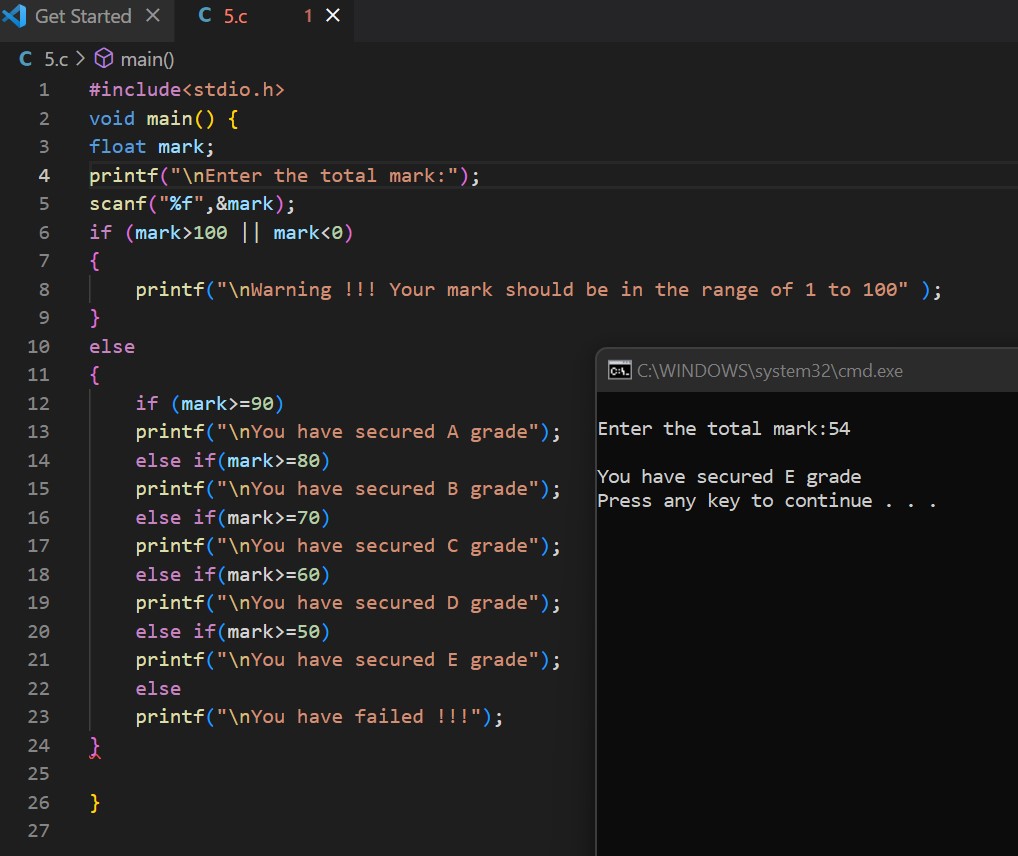 Get Started
C 5.c 1
C 5.c > main()
1 #include<stdio.h>
2 void main() {
3 float mark;
4 printf("\nEnter the total mark:");
5 scanf("%f",&mark);
6 if (mark>100 || mark<0)
7 {
8     printf("\nWarning !!! Your mark should be in the range of 1 to 100" );
9 }
10 else
11 {
12     if (mark>=90)
13     printf("\nYou have secured A grade");
14     else if(mark>=80)
15     printf("\nYou have secured B grade");
16     else if(mark>=70)
17     printf("\nYou have secured C grade");
18     else if(mark>=60)
19     printf("\nYou have secured D grade");
20     else if(mark>=50)
21     printf("\nYou have secured E grade");
22     else
23     printf("\nYou have failed !!!");
24 }
25
26 }
27
C:\WINDOWS\system32\cmd.exe
Enter the total mark:54
You have secured E grade
Press any key to continue . . .